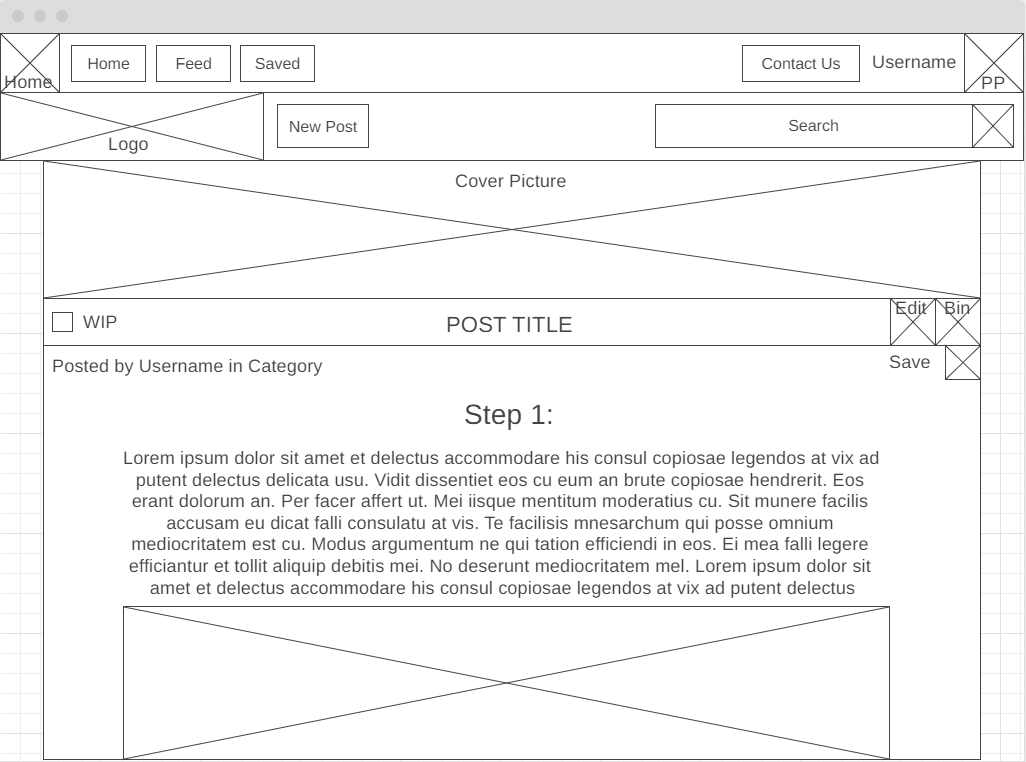 Home
Home
Feed
Saved
Contact Us
Username
PP
Logo
New Post
Search
Cover Picture
WIP
POST TITLE
Edit
Bin
Posted by Username in Category
Save
Step 1:
Lorem ipsum dolor sit amet et delectus accommodare his consul copiosae legendos at vix ad
putent delectus delicata usu. Vidit dissentiet eos cu eum an brute copiosae hendrerit. Eos
erant dolorum an. Per facer affert ut. Mei iisque mentitum moderatius cu. Sit munere facilis
accusam eu dicat falli consulatu at vis. Te facilisis mnesarchum qui posse omnium
mediocritatem est cu. Modus argumentum ne qui tation efficiendi in eos. Ei mea falli legere
efficiantur et tollit aliquip debitis mei. No deserunt mediocritatem mel. Lorem ipsum dolor sit
amet et delectus accommodare his consul copiosae legendos at vix ad putent delectus